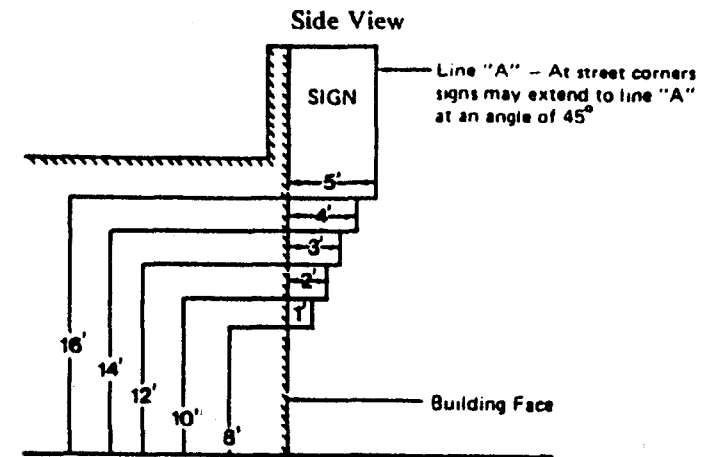 Side View
Line "A" – At street corners
signs may extend to line "A"
at an angle of 45°
SIGN
5'
4'
3'
2'
1'
16'
14'
12'
10'
8'
Building Face